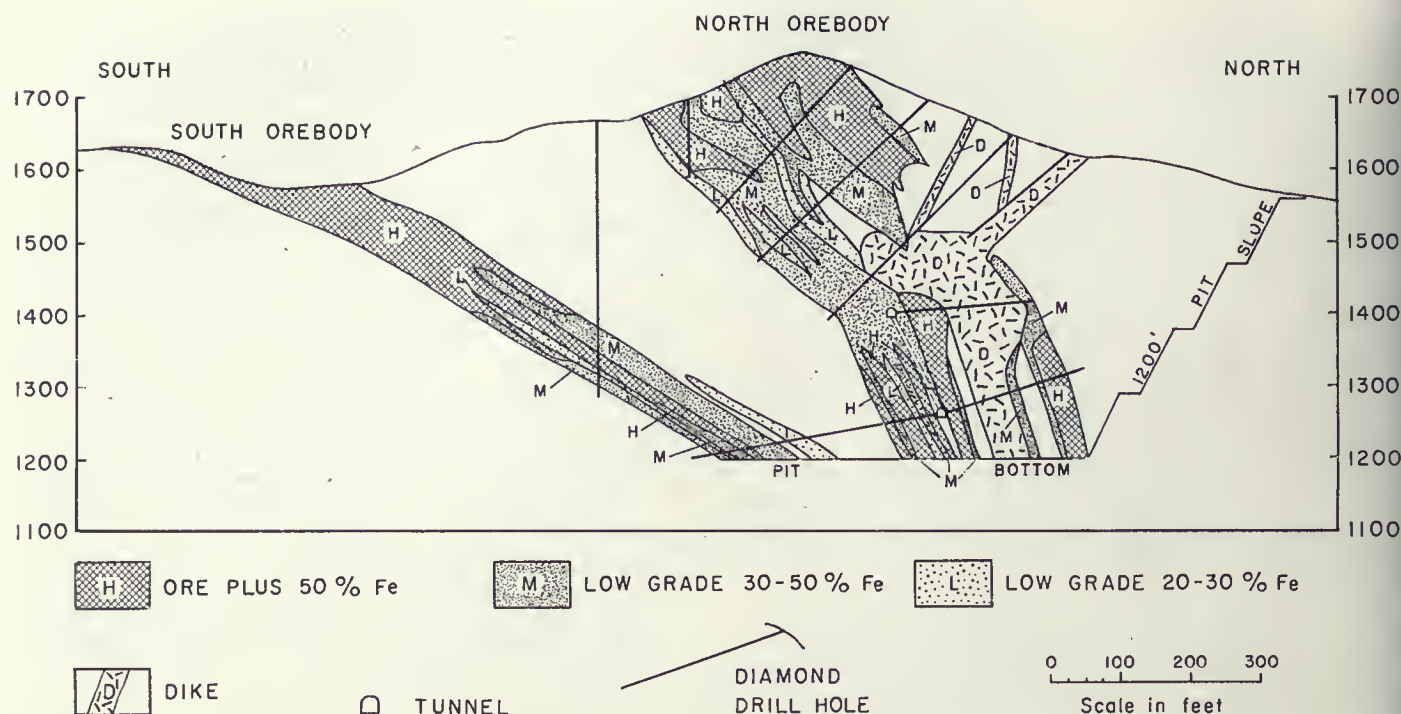 NORTH OREBODY
SOUTH
NORTH
1700
1700
SOUTH OREBODY
1600
1600
1500
1500
1400
1400
1300
1300
1200
1200
1100
1100
H
H
H
M
L
M
M
L
D
D
D
D
D
M
H
H
L
H
H
M
M
H
L
M
M
H
M
L
M
H
PIT
BOTTOM
1200' PIT SLOPE
H ORE PLUS 50 % Fe
M LOW GRADE 30-50 % Fe
L LOW GRADE 20-30 % Fe
D DIKE
TUNNEL
DIAMOND
DRILL HOLE
0 100 200 300
Scale in feet